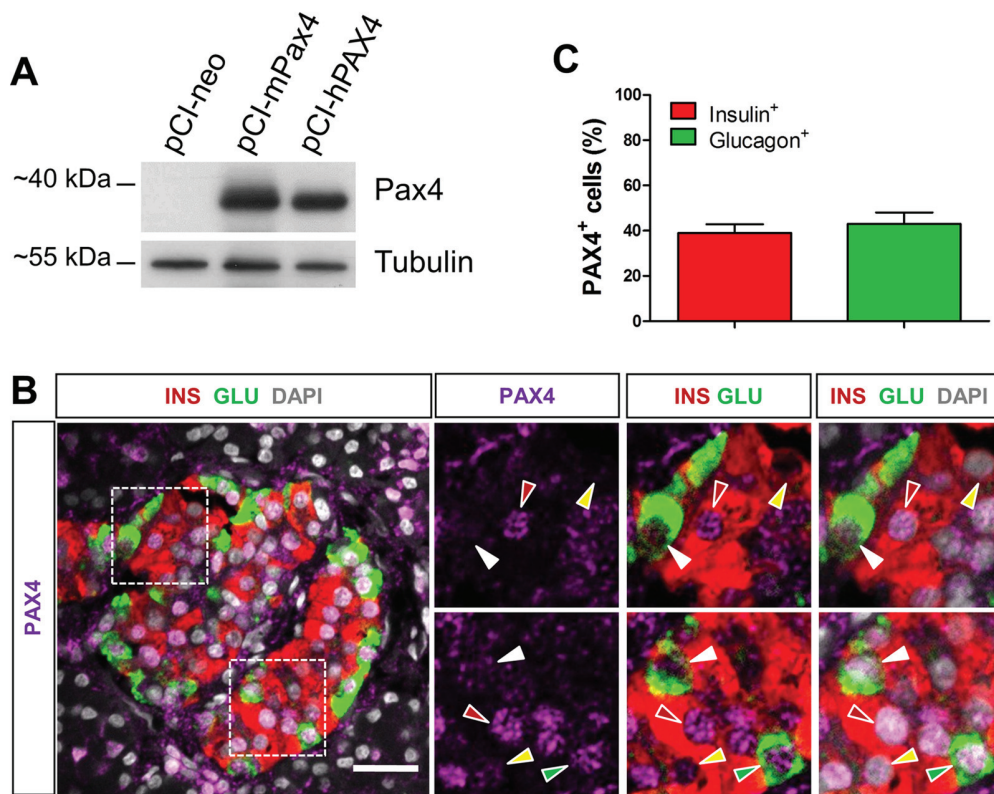 A
pCI-neo
pCI-mPax4
pCI-hPAX4
~40 kDa
Pax4
~55 kDa
Tubulin
C
PAX4⁺ cells (%)
100
80
60
40
20
0
Insulin⁺
Glucagon⁺
B
INS GLU DAPI
PAX4
INS GLU
INS GLU DAPI
PAX4